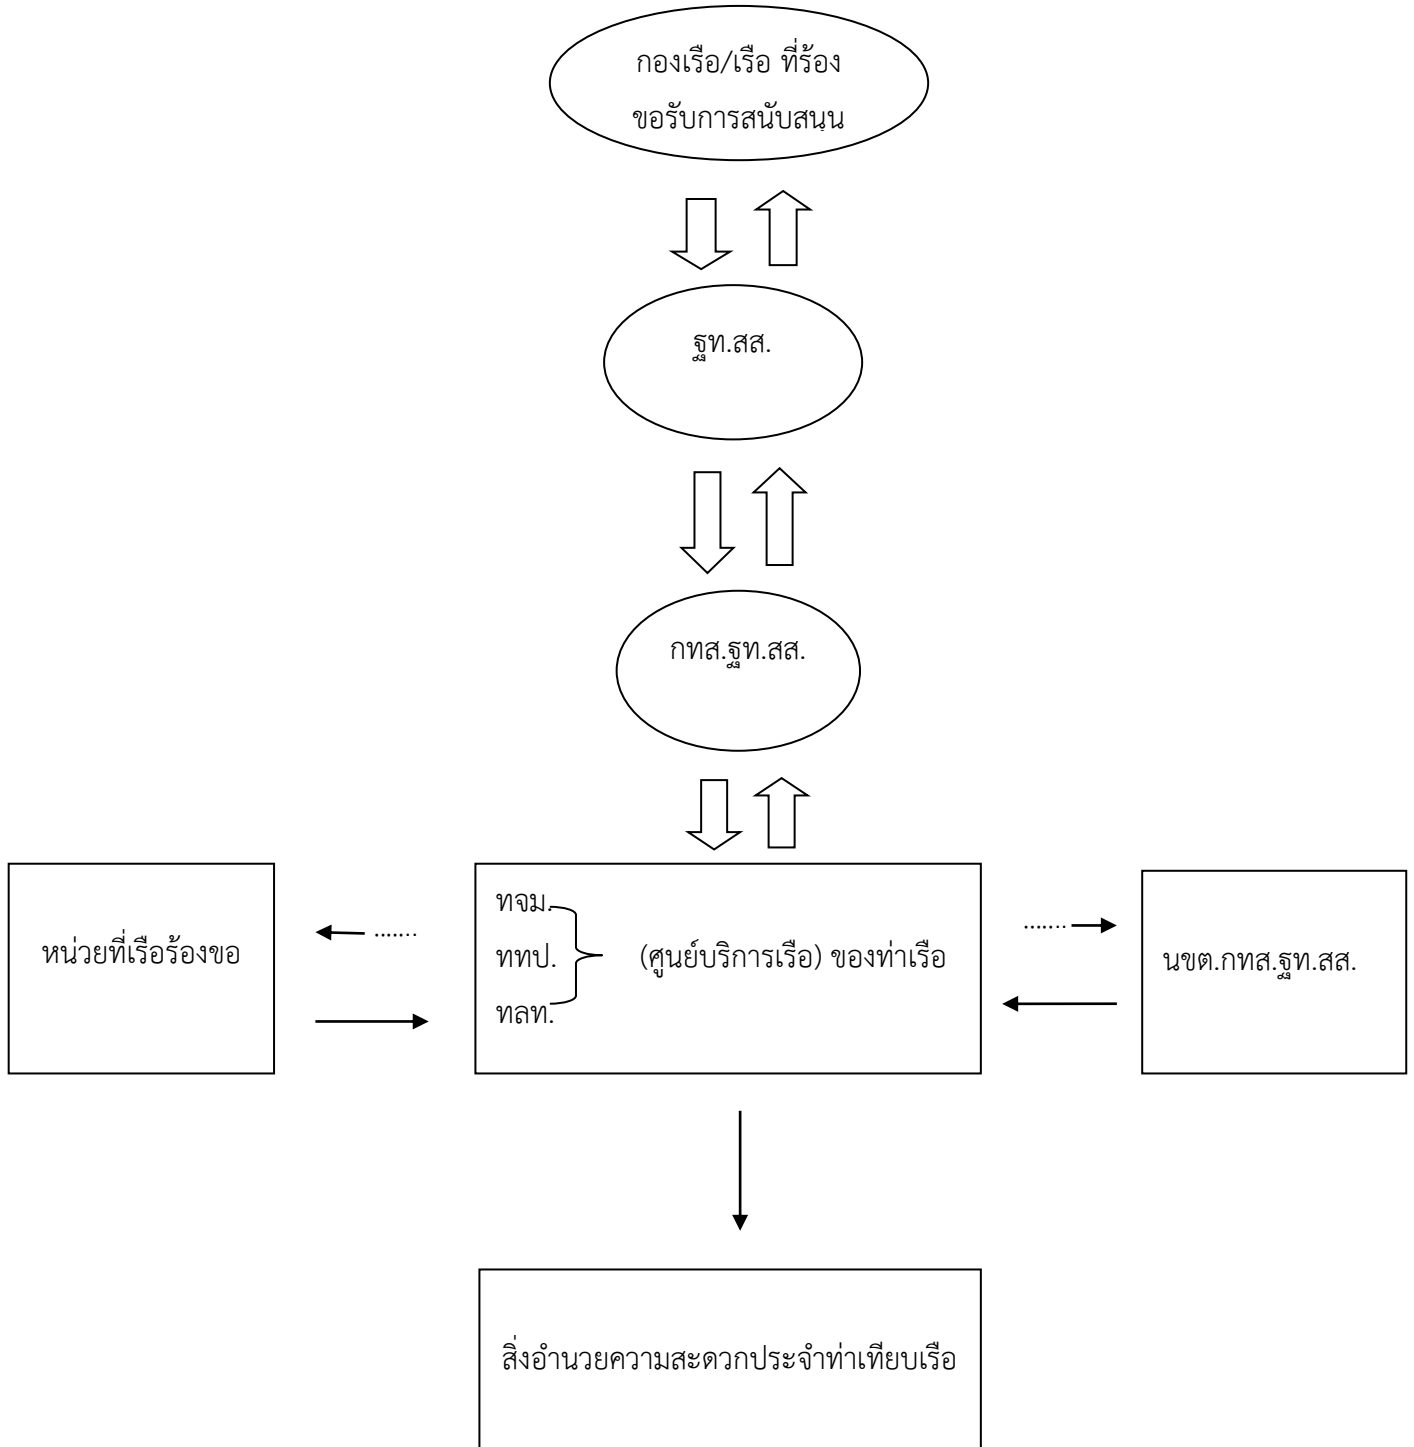 กองเรือ/เรือ ที่ร้อง
ขอรับการสนับสนุน
ฐท.สส.
กทส.ฐท.สส.
หน่วยที่เรือร้องขอ
ทจม.
ททป.
ทลท.
(ศูนย์บริการเรือ) ของท่าเรือ
นขต.กทส.ฐท.สส.
สิ่งอำนวยความสะดวกประจำท่าเทียบเรือ